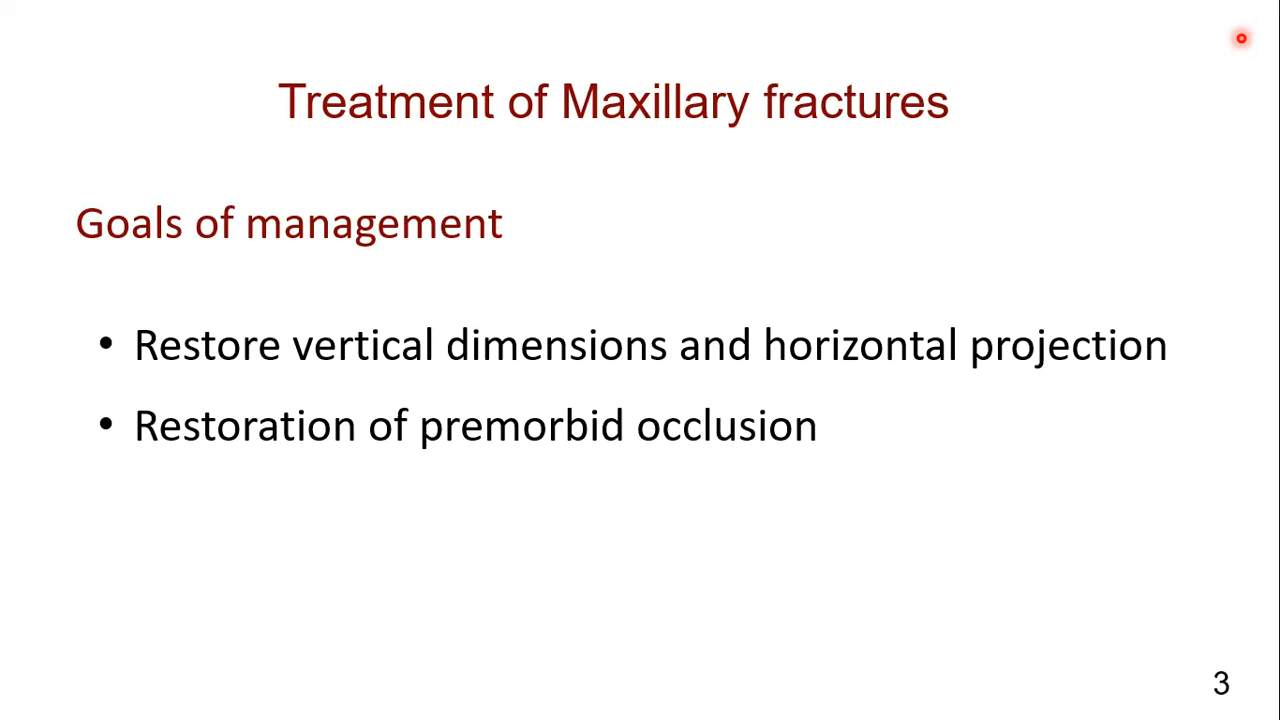 Treatment of Maxillary fractures
Goals of management
• Restore vertical dimensions and horizontal projection
• Restoration of premorbid occlusion
3